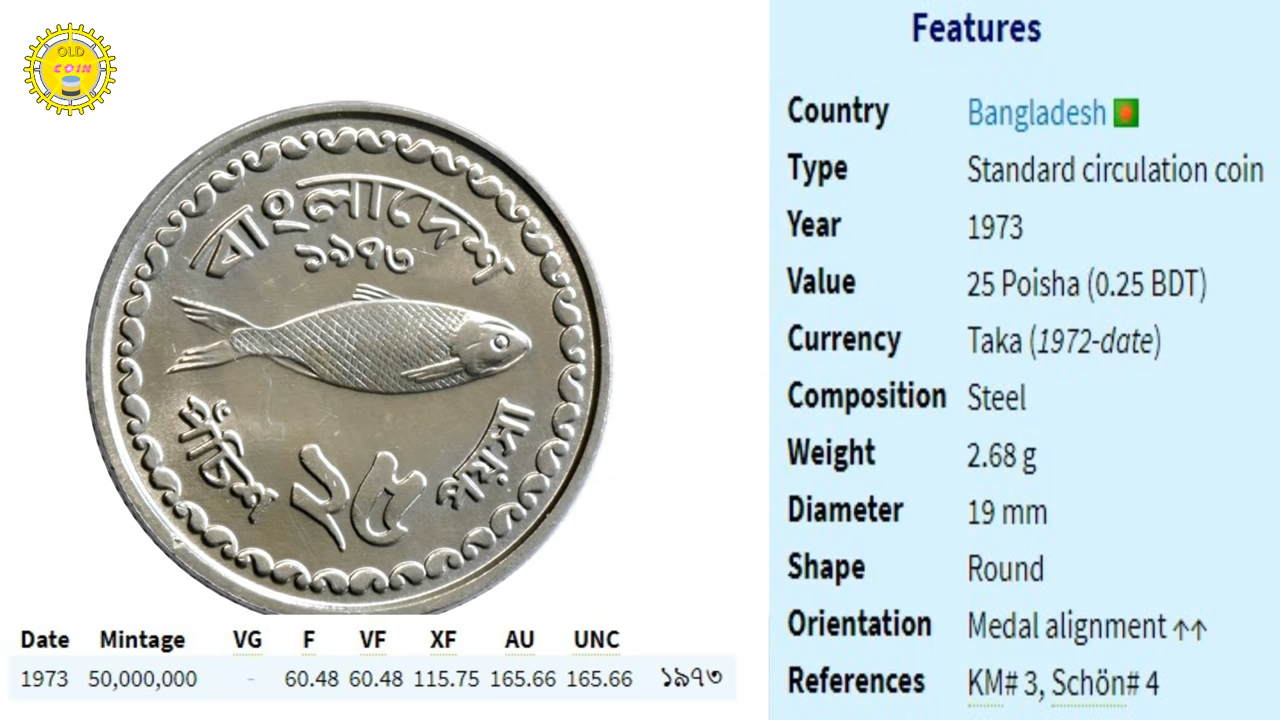 OLD
COIN
বাংলাদেশ
১৯৭৩
পঁচিশ
২৫
পয়সা
Date Mintage VG F VF XF AU UNC
1973 50,000,000 - 60.48 60.48 115.75 165.66 165.66 ১৯৭৩
Features
Country Bangladesh
Type Standard circulation coin
Year 1973
Value 25 Poisha (0.25 BDT)
Currency Taka (1972-date)
Composition Steel
Weight 2.68 g
Diameter 19 mm
Shape Round
Orientation Medal alignment ↑↑
References KM# 3, Schön# 4